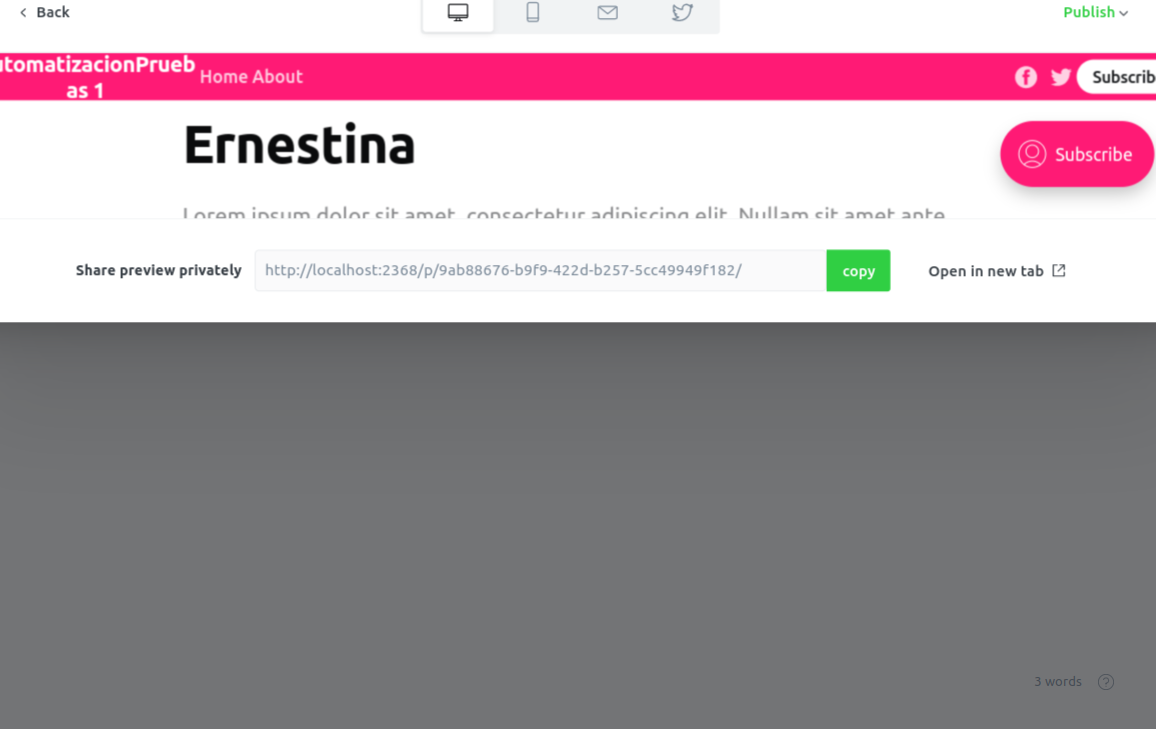 Back
Publish
utomatizacionPrueb
as 1
Home About
Subscrib
Ernestina
Subscribe
Lorem ipsum dolor sit amet, consectetur adipiscing elit. Nullam sit amet ante
Share preview privately
http://localhost:2368/p/9ab88676-b9f9-422d-b257-5cc49949f182/
copy
Open in new tab
3 words